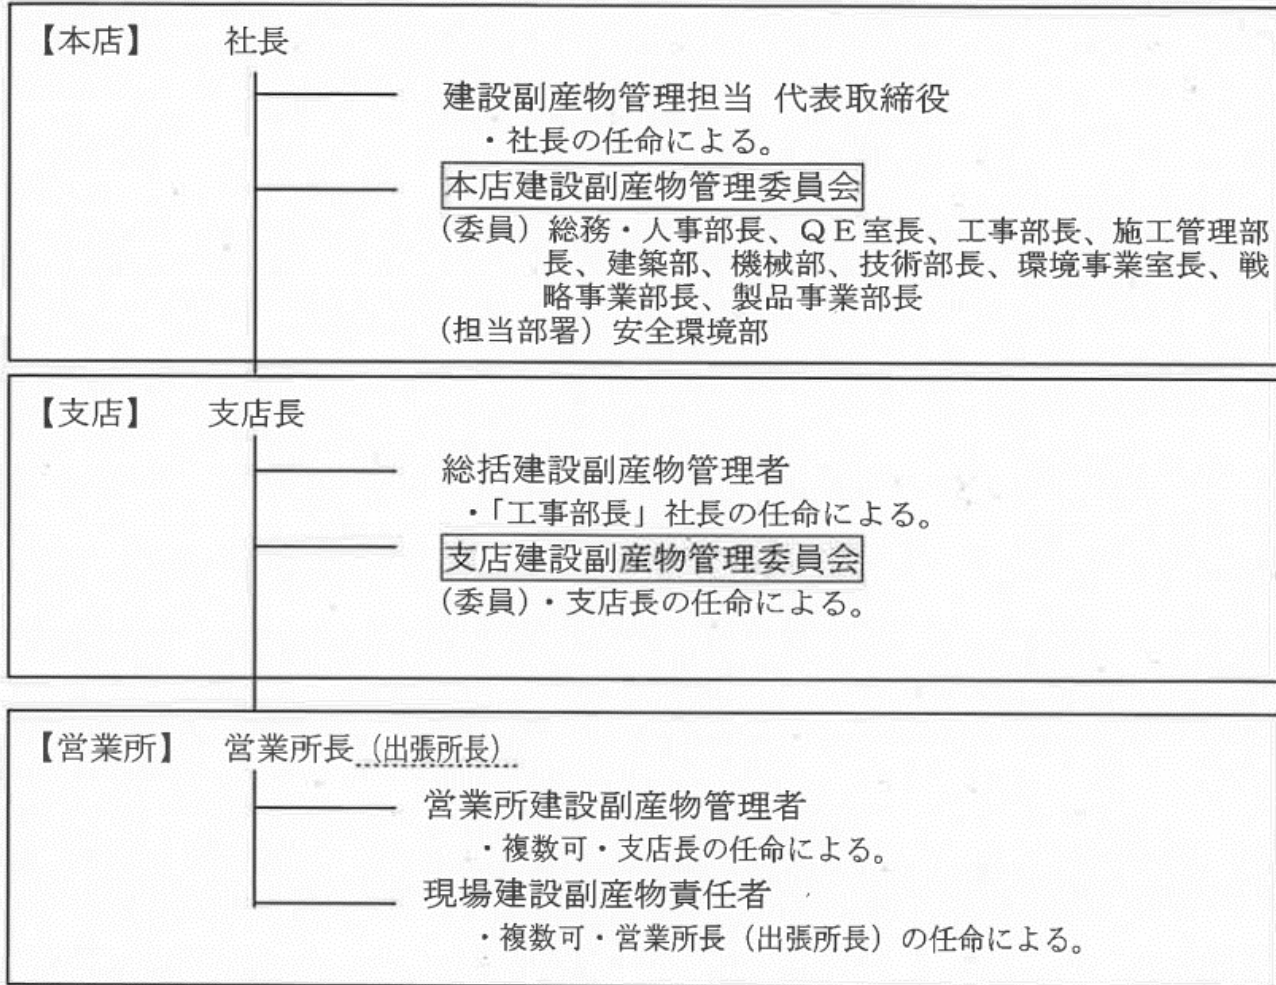 【本店】 社長
建設副産物管理担当 代表取締役
・社長の任命による。
本店建設副産物管理委員会
(委員) 総務・人事部長、QE室長、工事部長、施工管理部
長、建築部、機械部、技術部長、環境事業室長、戦
略事業部長、製品事業部長
(担当部署) 安全環境部
【支店】 支店長
総括建設副産物管理者
・「工事部長」社長の任命による。
支店建設副産物管理委員会
(委員)・支店長の任命による。
【営業所】 営業所長(出張所長)
営業所建設副産物管理者
・複数可・支店長の任命による。
現場建設副産物責任者
・複数可・営業所長(出張所長)の任命による。